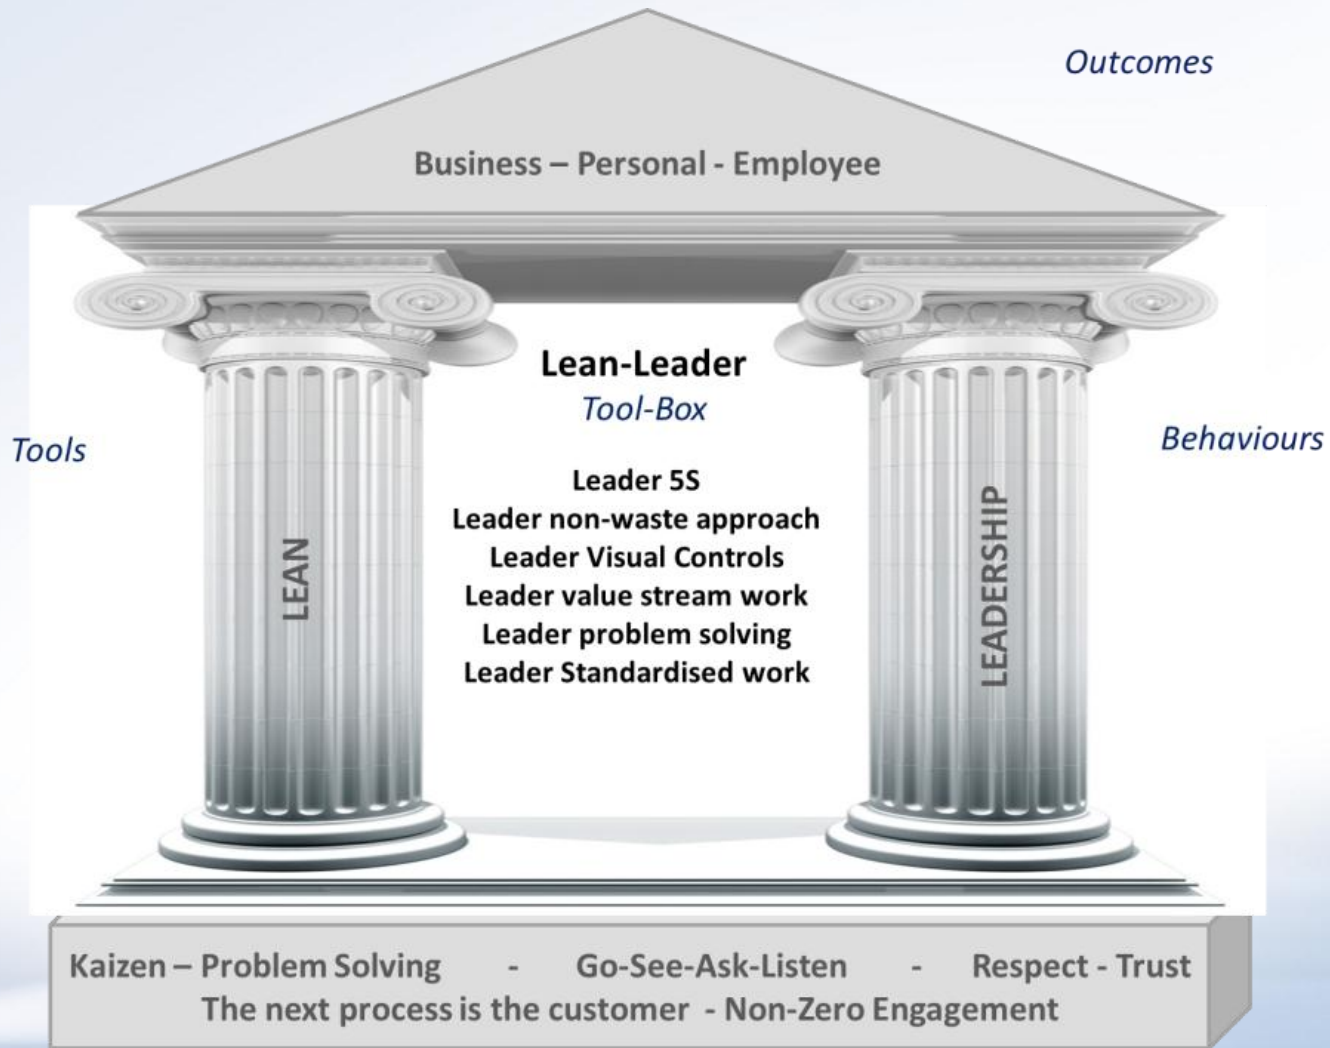 Outcomes
Business – Personal - Employee
Lean-Leader
Tool-Box
Tools
Behaviours
Leader 5S
Leader non-waste approach
Leader Visual Controls
Leader value stream work
Leader problem solving
Leader Standardised work
LEAN
LEADERSHIP
Kaizen – Problem Solving - Go-See-Ask-Listen - Respect - Trust
The next process is the customer - Non-Zero Engagement